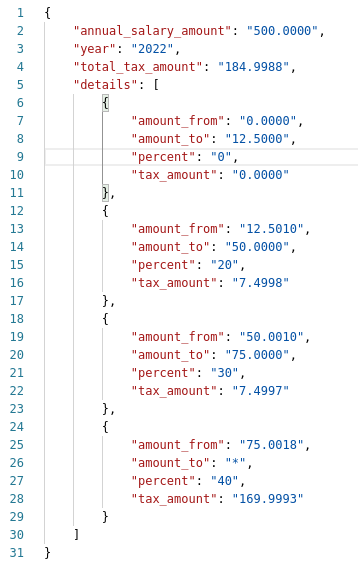 1 {
2     "annual_salary_amount": "500.0000",
3     "year": "2022",
4     "total_tax_amount": "184.9988",
5     "details": [
6         {
7             "amount_from": "0.0000",
8             "amount_to": "12.5000",
9             "percent": "0",
10             "tax_amount": "0.0000"
11         },
12         {
13             "amount_from": "12.5010",
14             "amount_to": "50.0000",
15             "percent": "20",
16             "tax_amount": "7.4998"
17         },
18         {
19             "amount_from": "50.0010",
20             "amount_to": "75.0000",
21             "percent": "30",
22             "tax_amount": "7.4997"
23         },
24         {
25             "amount_from": "75.0018",
26             "amount_to": "*",
27             "percent": "40",
28             "tax_amount": "169.9993"
29         }
30     ]
31 }